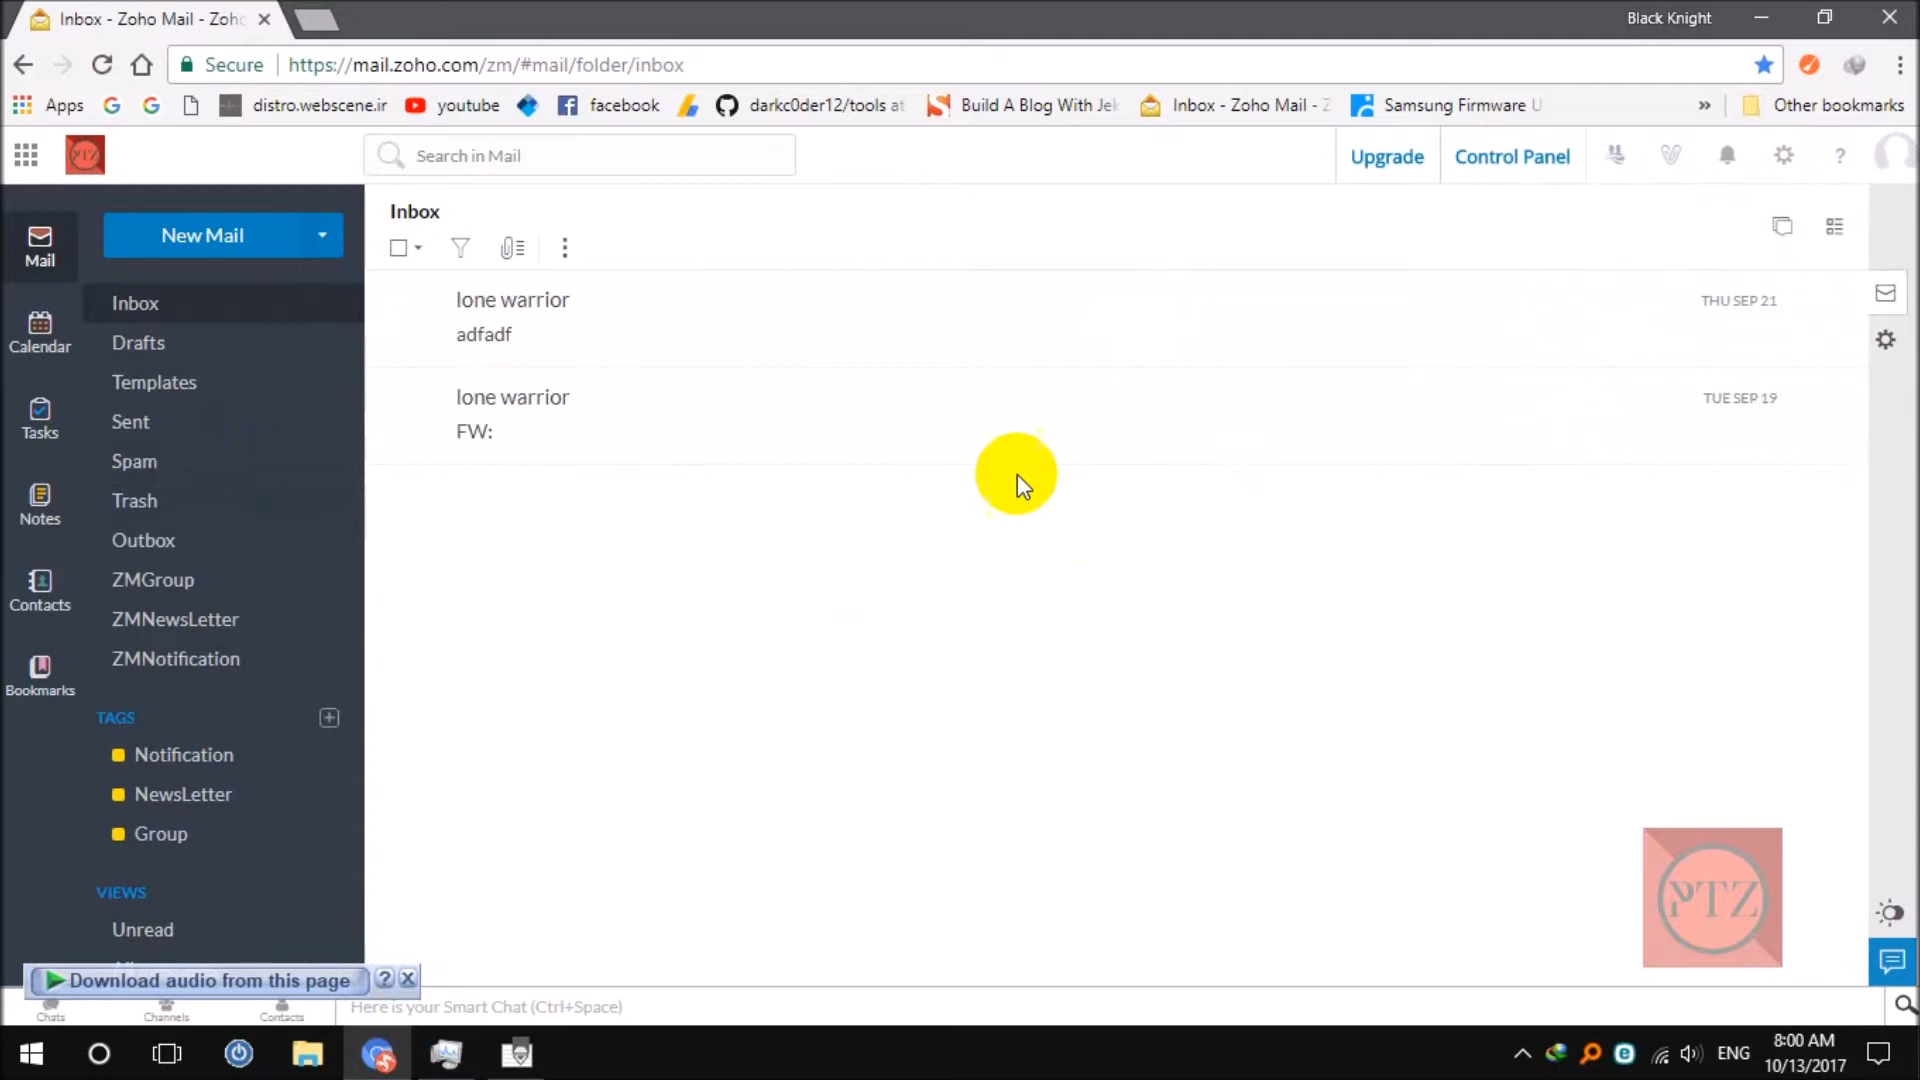 Inbox - Zoho Mail - Zoh
Black Knight
Secure
https://mail.zoho.com/zm/#mail/folder/inbox
Apps
distro.webscene.ir
youtube
facebook
darkc0der12/tools at
Build A Blog With Jek
Inbox - Zoho Mail - Z
Samsung Firmware U
»
Other bookmarks
PTZ
Search in Mail
Upgrade
Control Panel
?
Mail
Calendar
Tasks
Notes
Contacts
Bookmarks
New Mail
Inbox
Drafts
Templates
Sent
Spam
Trash
Outbox
ZMGroup
ZMNewsLetter
ZMNotification
TAGS
Notification
NewsLetter
Group
VIEWS
Unread
Inbox
lone warrior
THU SEP 21
adfadf
lone warrior
TUE SEP 19
FW:
PTZ
Download audio from this page
?
Chats
Channels
Contacts
Here is your Smart Chat (Ctrl+Space)
ENG
8:00 AM
10/13/2017